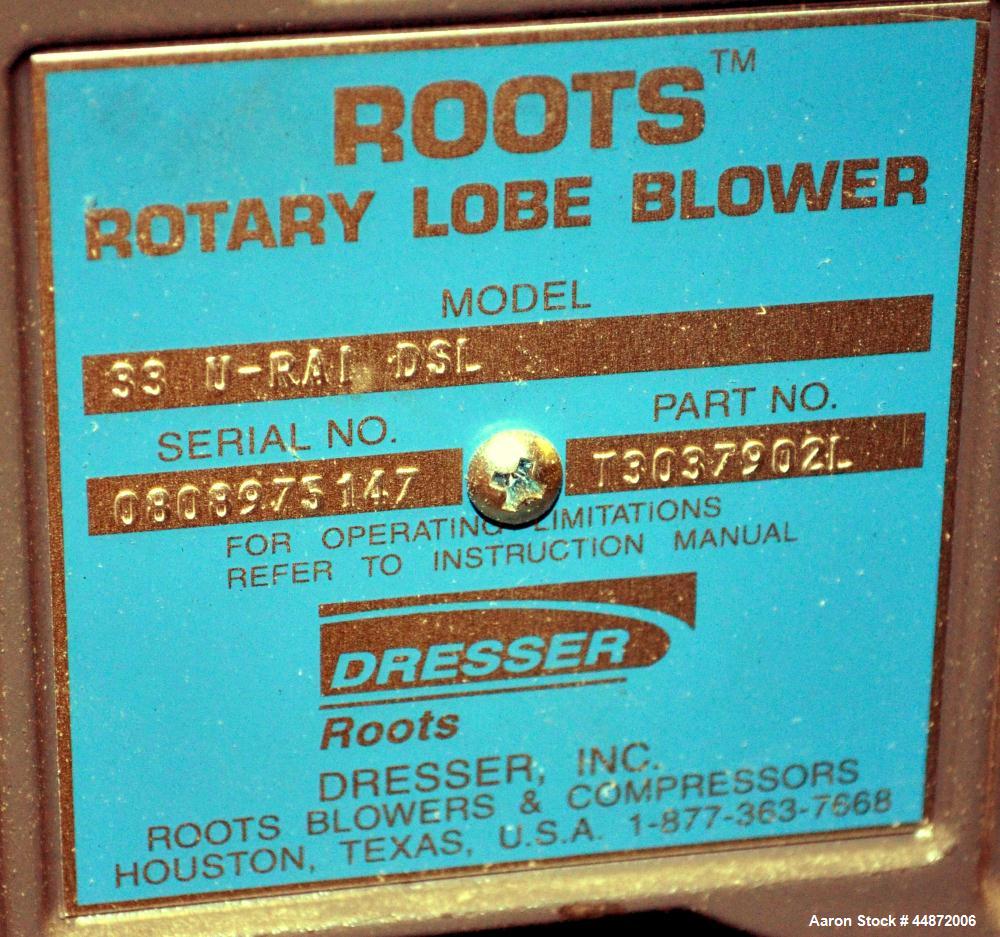 ROOTS™
ROTARY LOBE BLOWER
MODEL
33 U-RAI DSL
SERIAL NO.
PART NO.
0808975147
T3037902L
FOR OPERATING LIMITATIONS
REFER TO INSTRUCTION MANUAL
DRESSER
Roots
DRESSER, INC.
ROOTS BLOWERS & COMPRESSORS
HOUSTON, TEXAS, U.S.A. 1-877-363-7668
Aaron Stock # 44872006